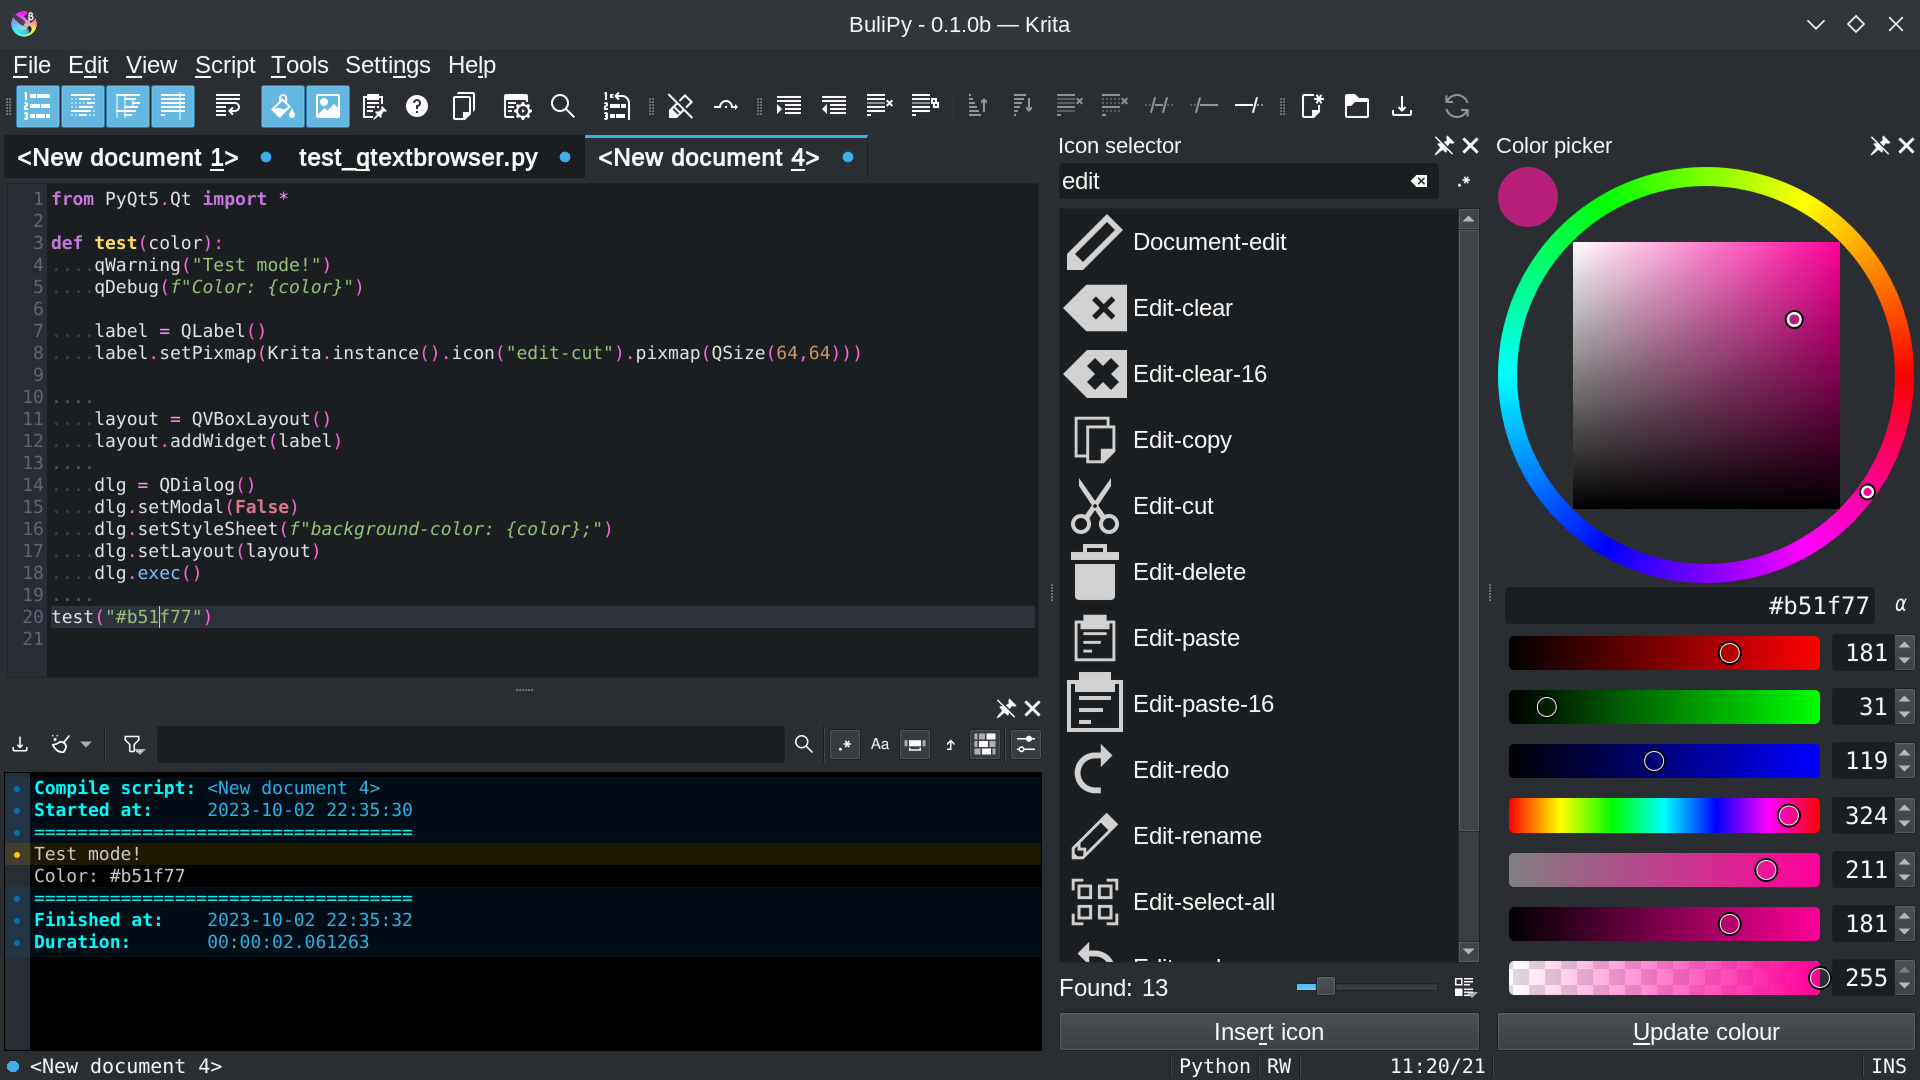 BuliPy - 0.1.0b — Krita
File Edit View Script Tools Settings Help
<New document 1> test_qtextbrowser.py <New document 4>
1 from PyQt5.Qt import *
2
3 def test(color):
4 ....qWarning("Test mode!")
5 ....qDebug(f"Color: {color}")
6
7 ....label = QLabel()
8 ....label.setPixmap(Krita.instance().icon("edit-cut").pixmap(QSize(64,64)))
9
10 ....
11 ....layout = QVBoxLayout()
12 ....layout.addWidget(label)
13 ....
14 ....dlg = QDialog()
15 ....dlg.setModal(False)
16 ....dlg.setStyleSheet(f"background-color: {color};")
17 ....dlg.setLayout(layout)
18 ....dlg.exec()
19 ....
20 test("#b51f77")
21
.* Aa
Compile script: <New document 4>
Started at: 2023-10-02 22:35:30
===================================
Test mode!
Color: #b51f77
===================================
Finished at: 2023-10-02 22:35:32
Duration: 00:00:02.061263
Icon selector
edit
.*
Document-edit
Edit-clear
Edit-clear-16
Edit-copy
Edit-cut
Edit-delete
Edit-paste
Edit-paste-16
Edit-redo
Edit-rename
Edit-select-all
Found: 13
Insert icon
Color picker
#b51f77 α
181
31
119
324
211
181
255
Update colour
<New document 4> Python RW 11:20/21 INS